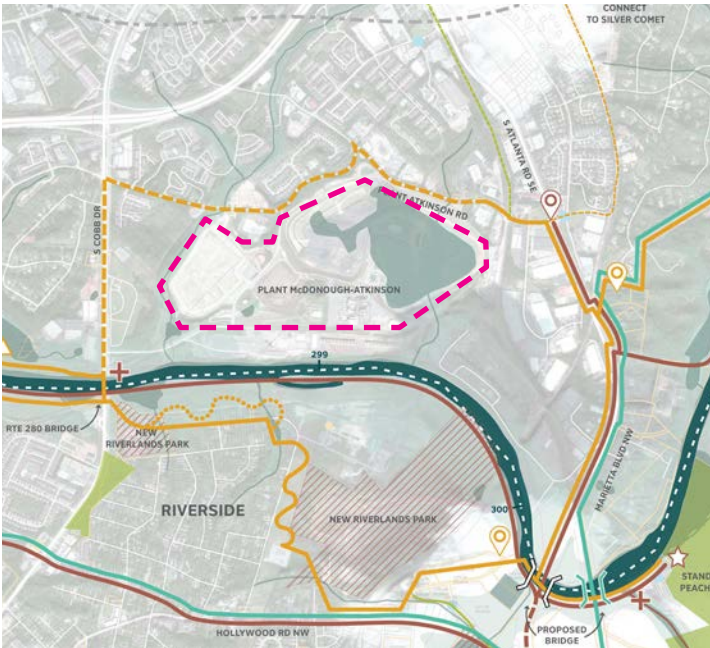 CONNECT
TO SILVER COMET
S ATLANTA RD SE
PLANT ATKINSON RD
S COBB DR
PLANT McDONOUGH-ATKINSON
299
RTE 280 BRIDGE
NEW
RIVERLANDS PARK
MARIETTA BLVD NW
RIVERSIDE
300
NEW RIVERLANDS PARK
STAND
PEACH
HOLLYWOOD RD NW
PROPOSED
BRIDGE